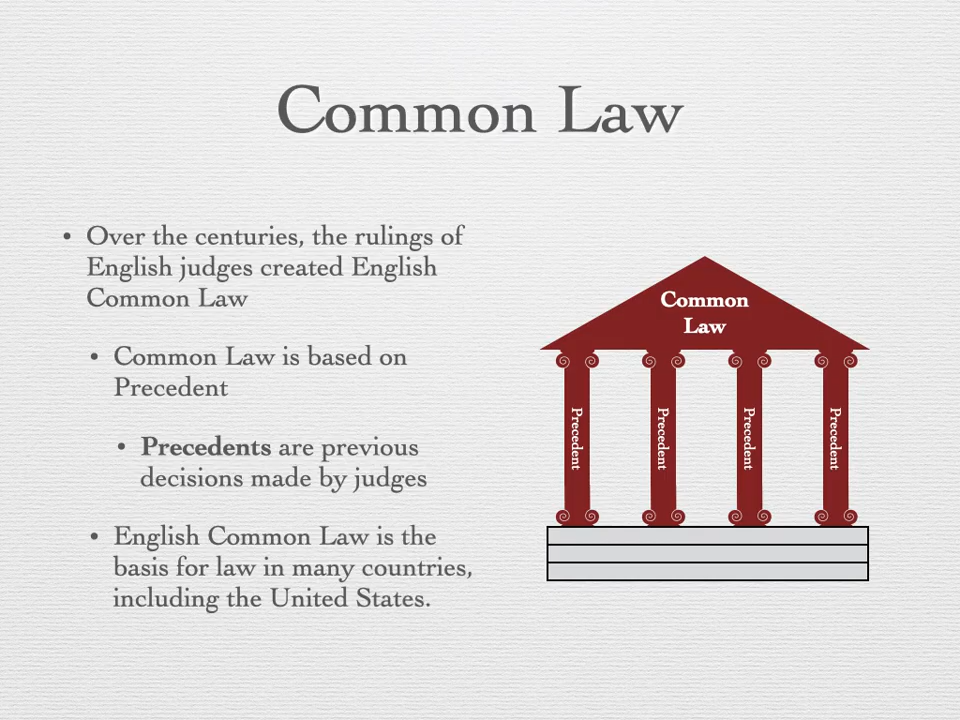 Common Law
• Over the centuries, the rulings of
English judges created English
Common Law
• Common Law is based on
Precedent
• Precedents are previous
decisions made by judges
• English Common Law is the
basis for law in many countries,
including the United States.
Common
Law
Precedent
Precedent
Precedent
Precedent